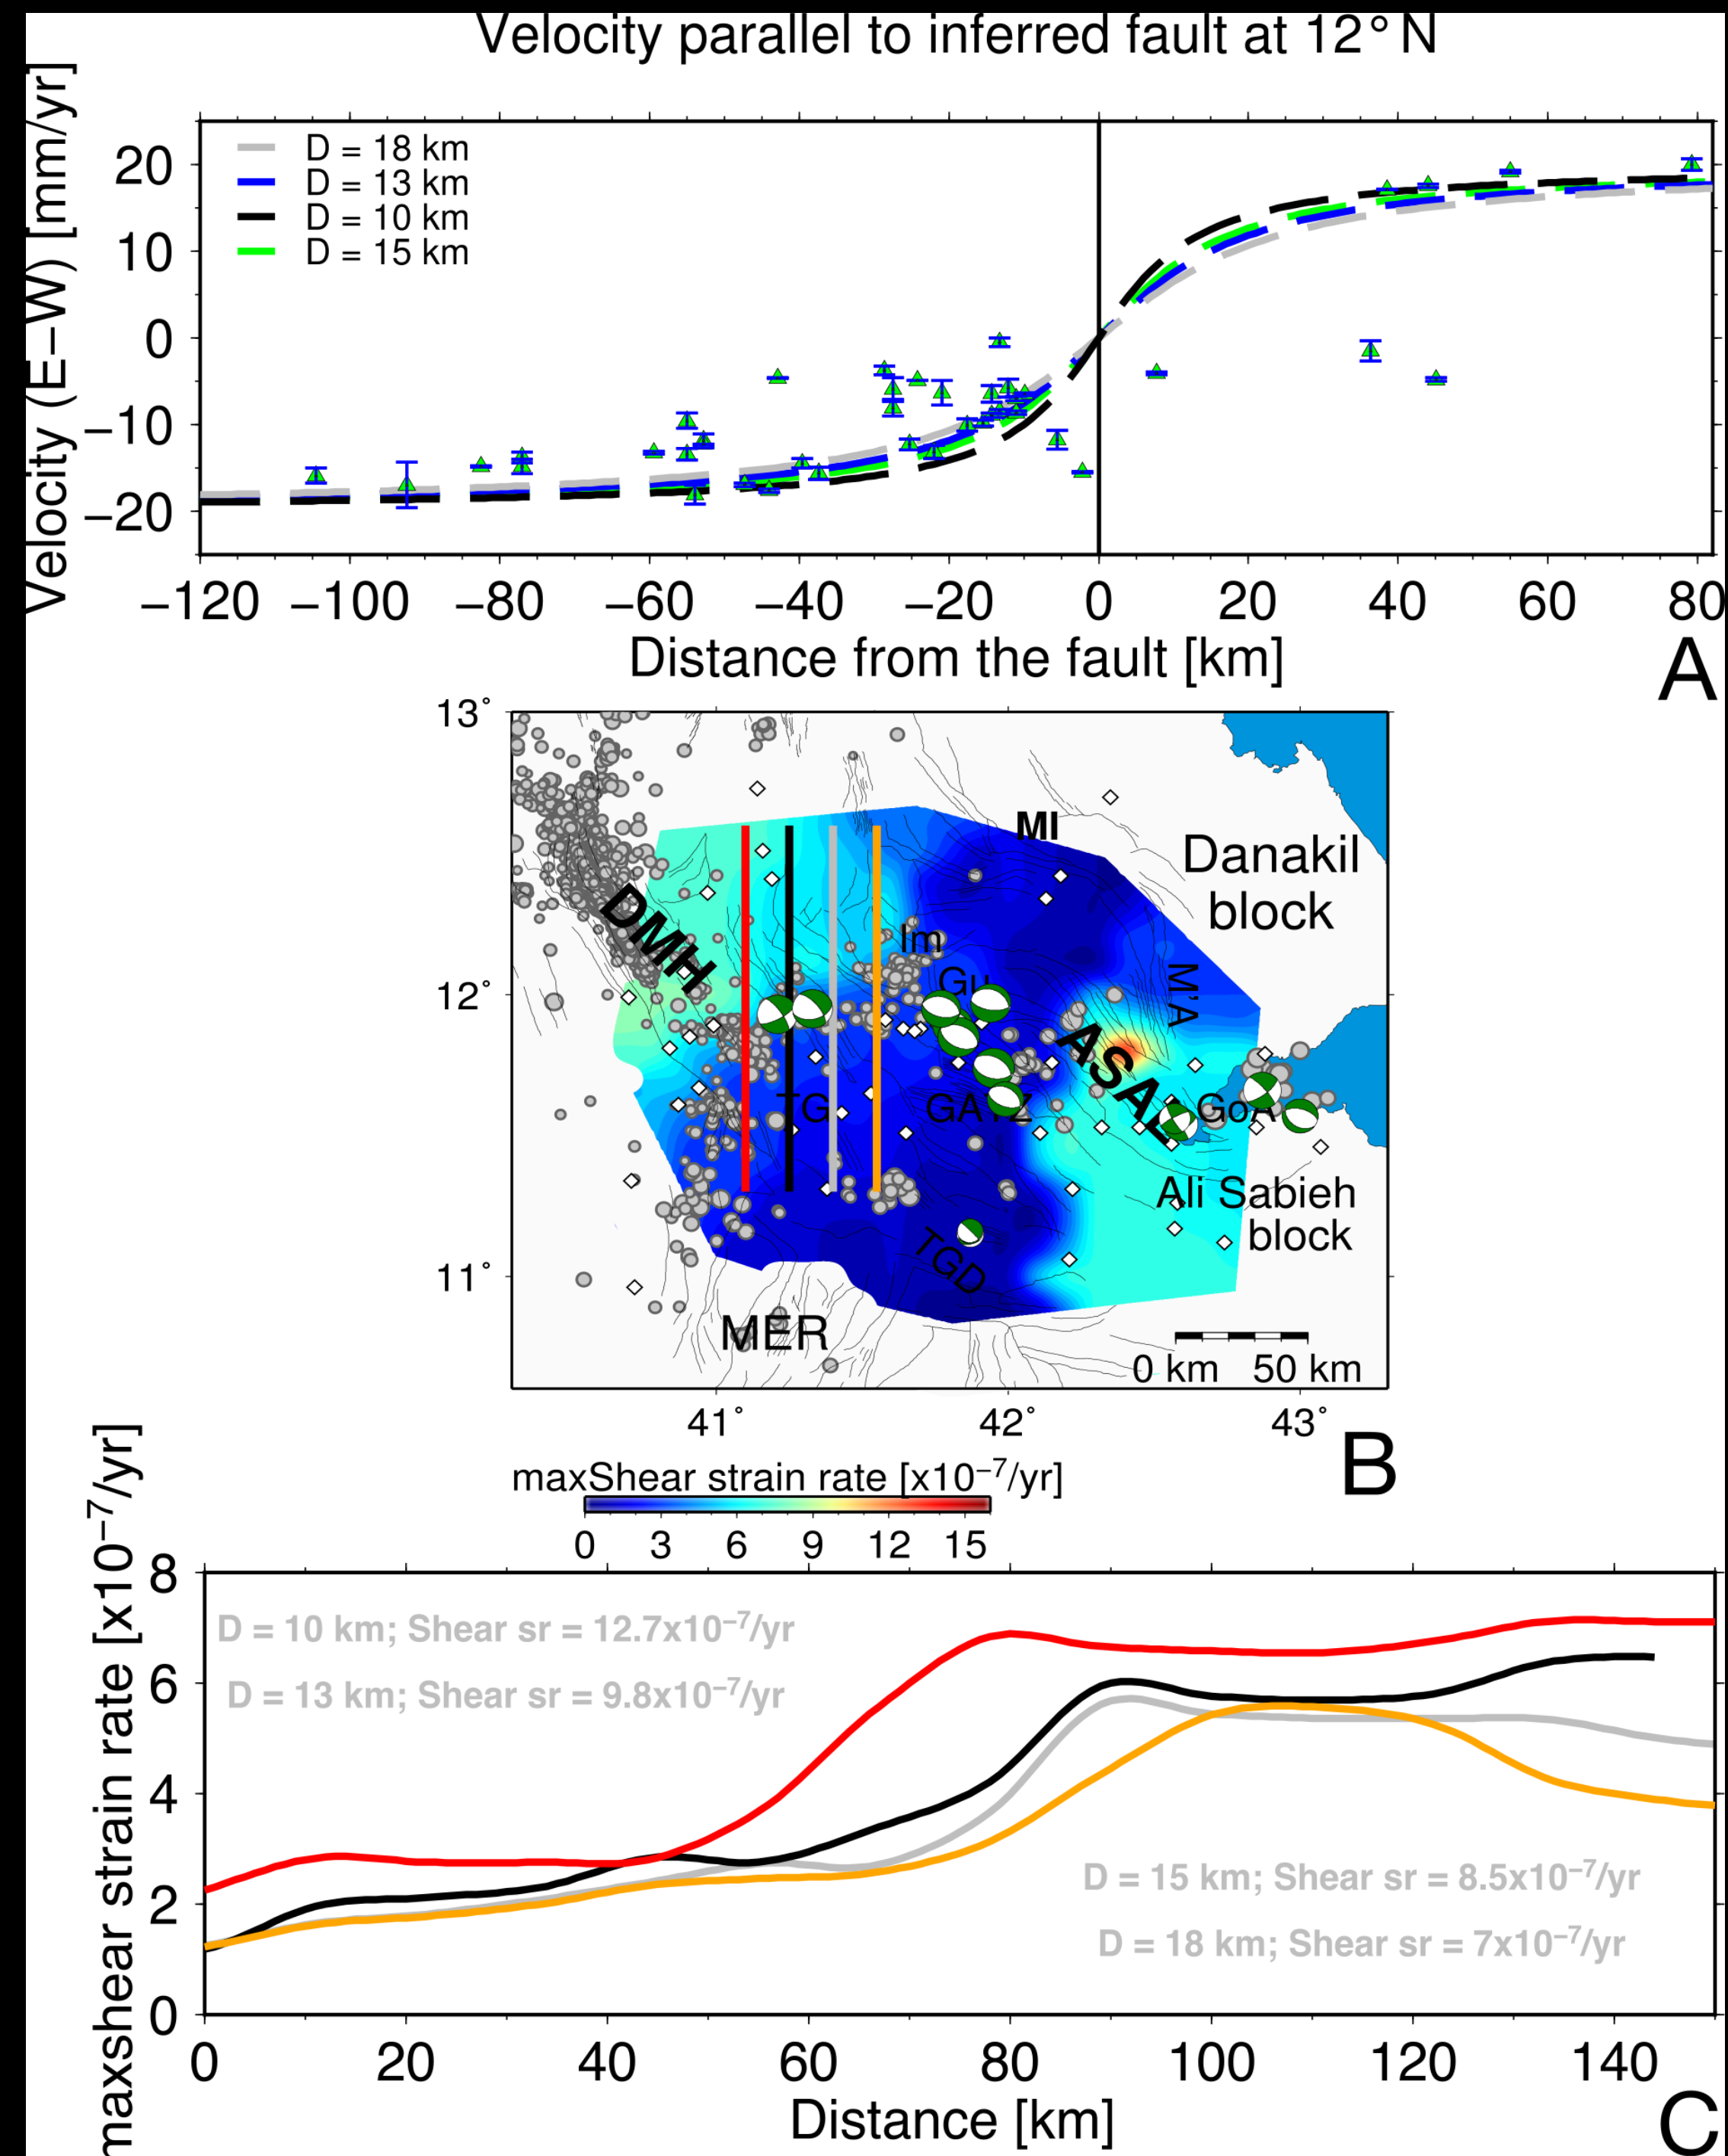 Velocity parallel to inferred fault at 12° N
Velocity (E−W) [mm/yr]
D = 18 km
D = 13 km
D = 10 km
D = 15 km
20
10
0
−10
−20
−120 −100 −80 −60 −40 −20 0 20 40 60 80
Distance from the fault [km]
A
13°
12°
11°
MI
Danakil
block
DMH
Im
Gu
M'A
ASAL
TG
GA
Z
GoA
Ali Sabieh
block
TGD
MER
0 km 50 km
41° 42° 43°
B
maxShear strain rate [x10⁻⁷/yr]
0 3 6 9 12 15
maxshear strain rate [x10⁻⁷/yr]
8
6
4
2
0
D = 10 km; Shear sr = 12.7x10⁻⁷/yr
D = 13 km; Shear sr = 9.8x10⁻⁷/yr
D = 15 km; Shear sr = 8.5x10⁻⁷/yr
D = 18 km; Shear sr = 7x10⁻⁷/yr
0 20 40 60 80 100 120 140
Distance [km]
C